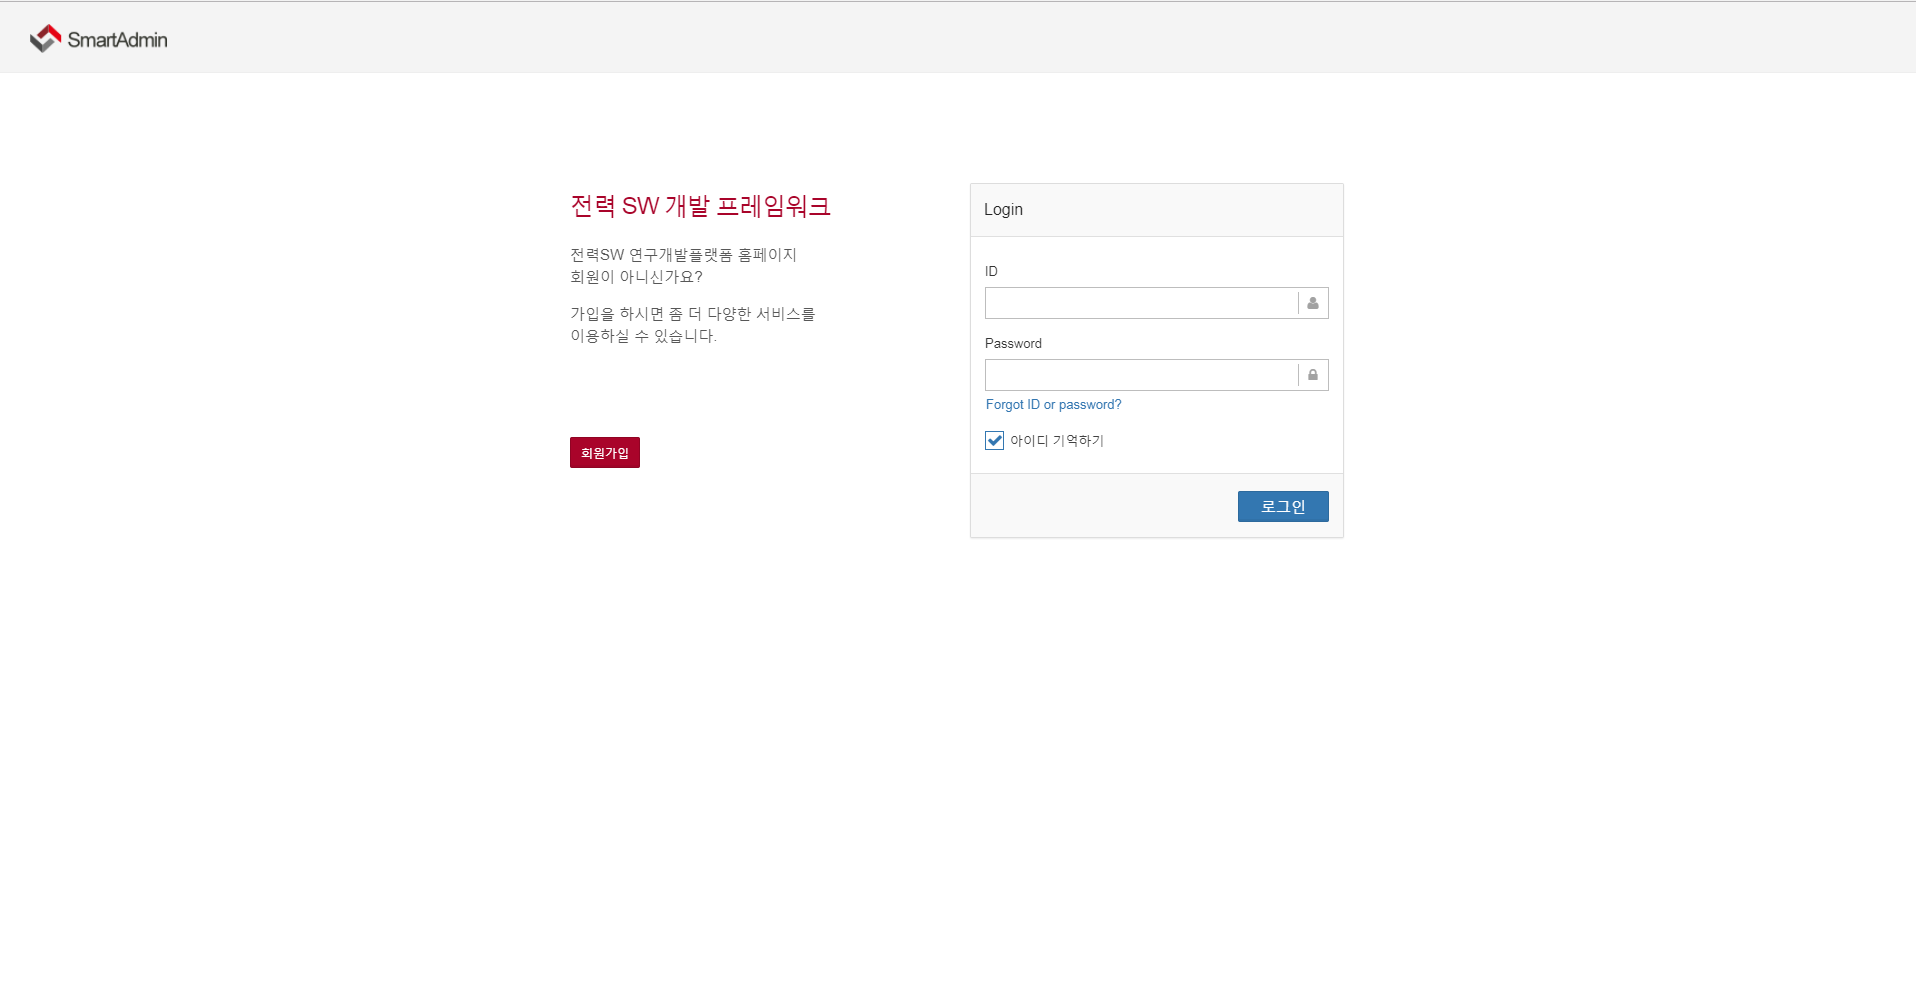 SmartAdmin
전력 SW 개발 프레임워크
전력SW 연구개발플랫폼 홈페이지
회원이 아니신가요?
가입을 하시면 좀 더 다양한 서비스를
이용하실 수 있습니다.
회원가입
Login
ID
Password
Forgot ID or password?
아이디 기억하기
로그인